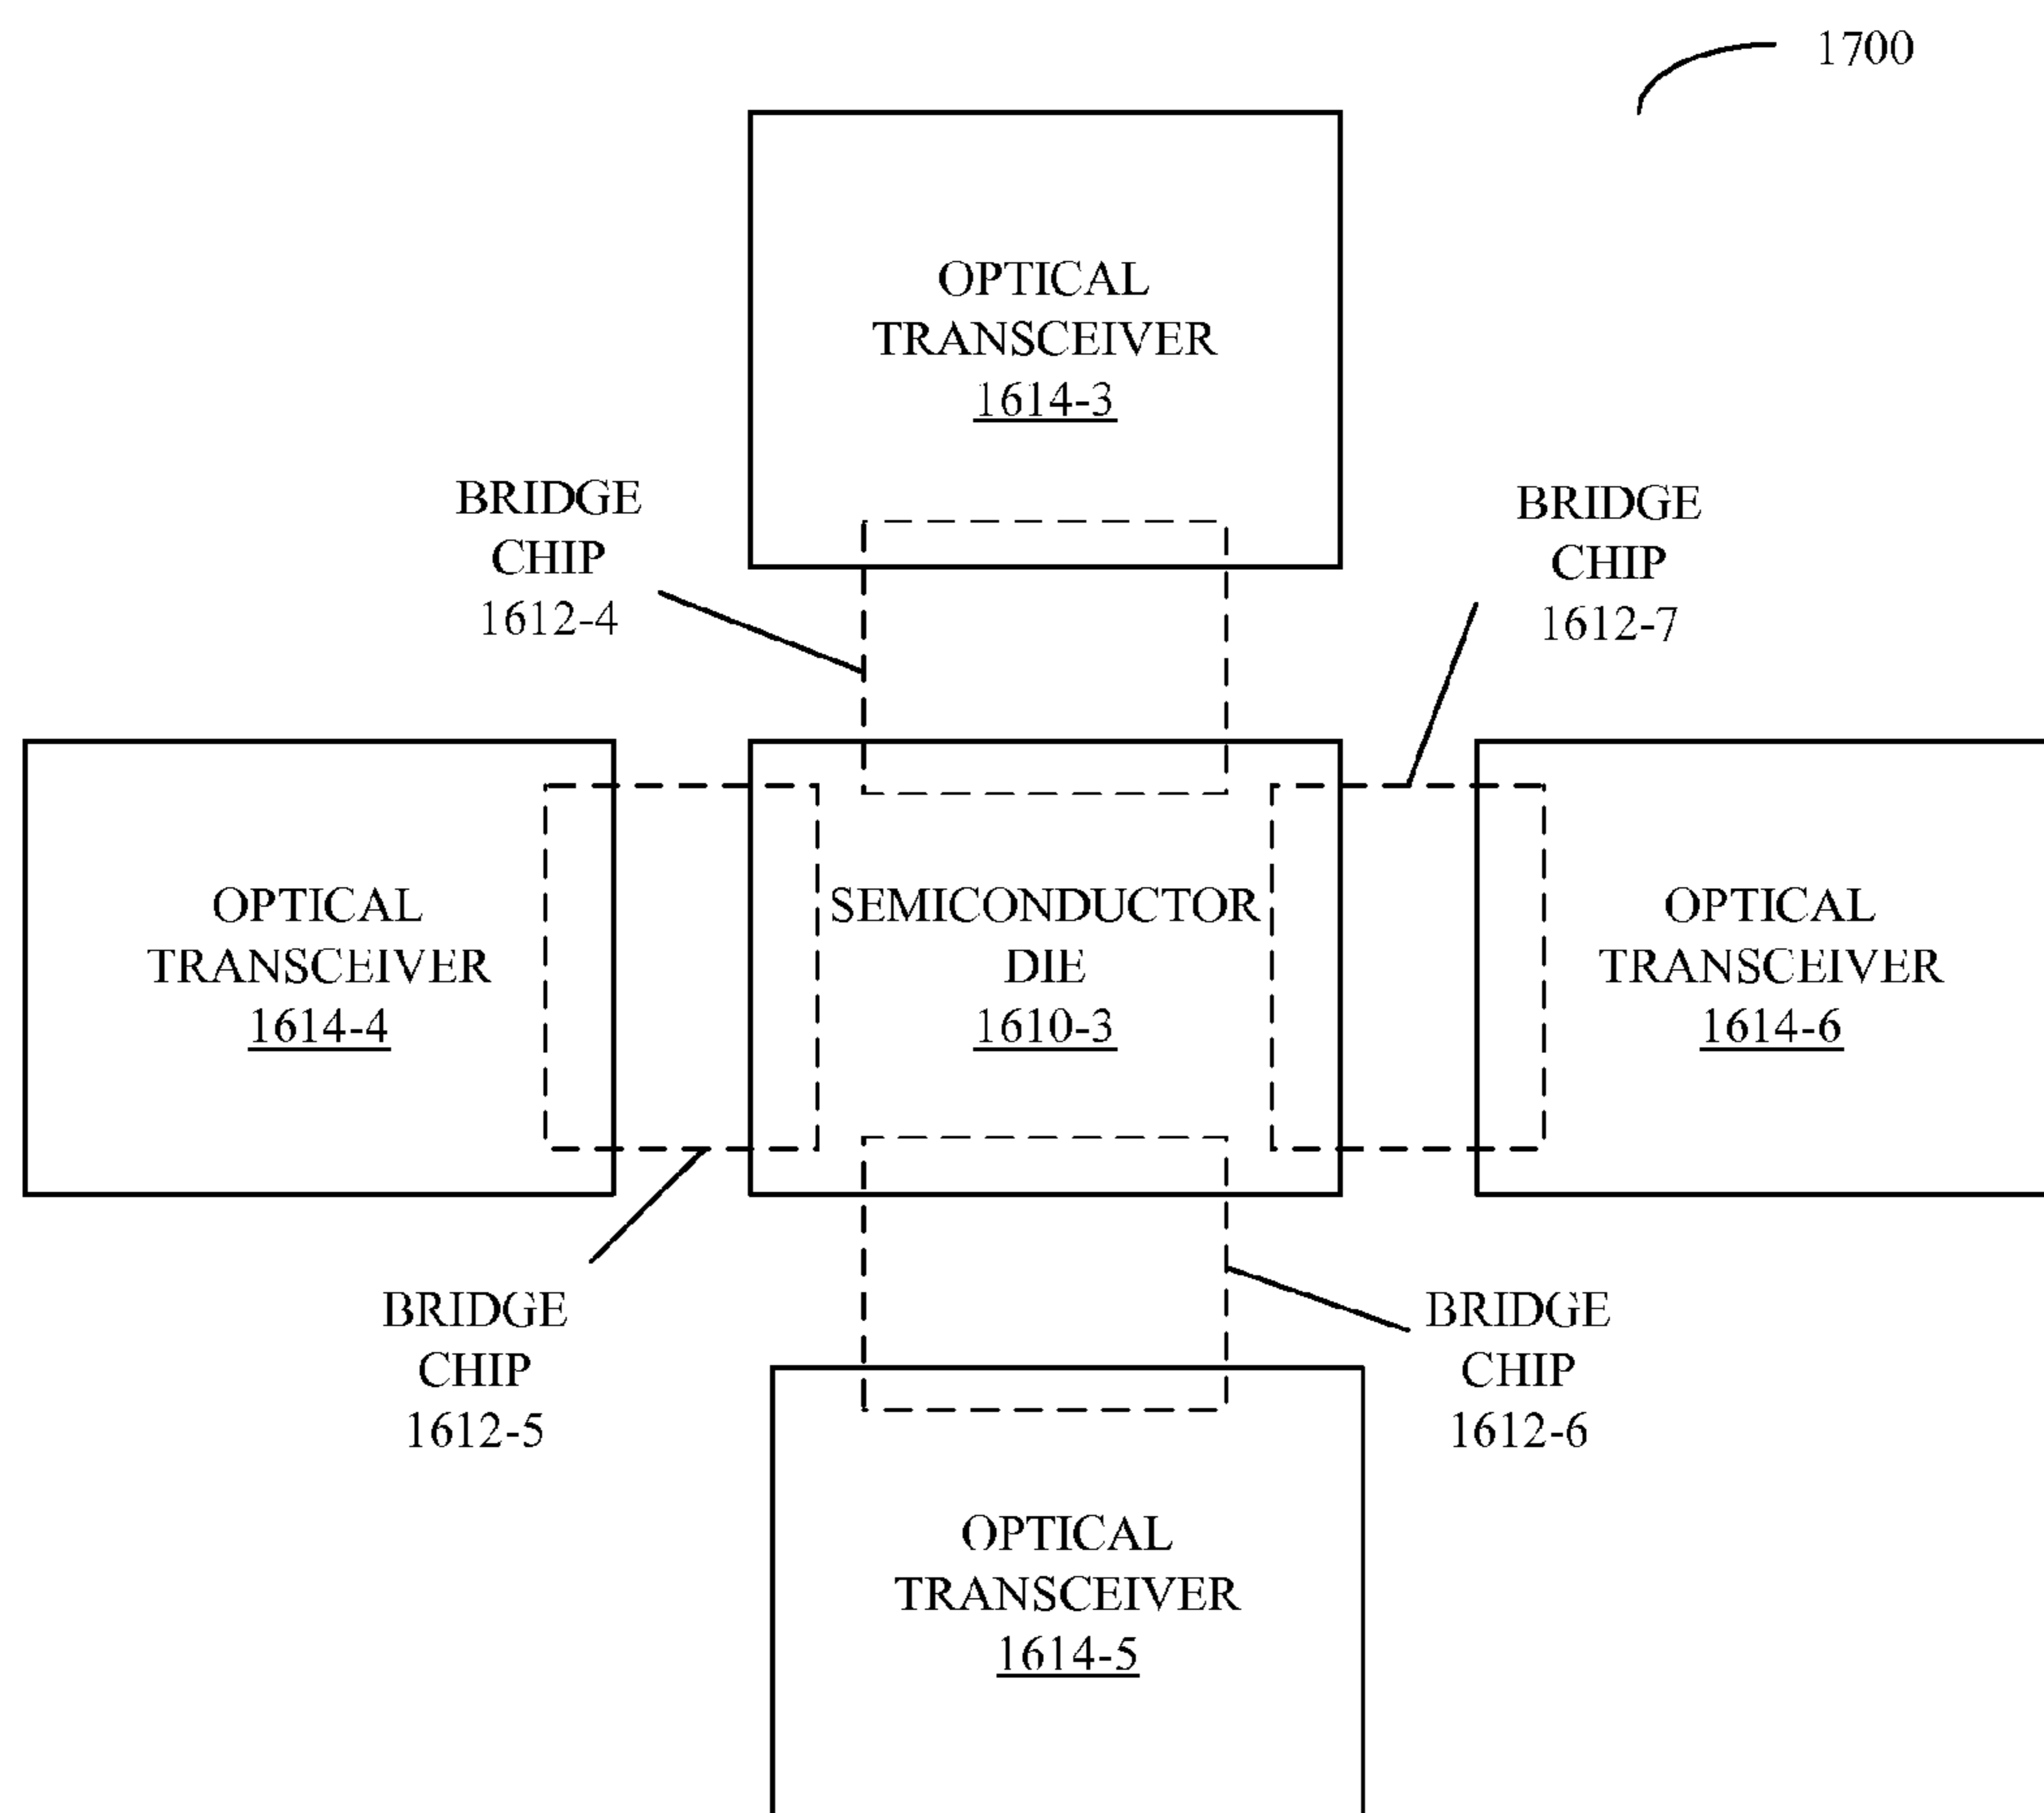 1700
OPTICAL
TRANSCEIVER
1614-3
BRIDGE
CHIP
1612-4
BRIDGE
CHIP
1612-7
OPTICAL
TRANSCEIVER
1614-4
SEMICONDUCTOR
DIE
1610-3
OPTICAL
TRANSCEIVER
1614-6
BRIDGE
CHIP
1612-5
BRIDGE
CHIP
1612-6
OPTICAL
TRANSCEIVER
1614-5